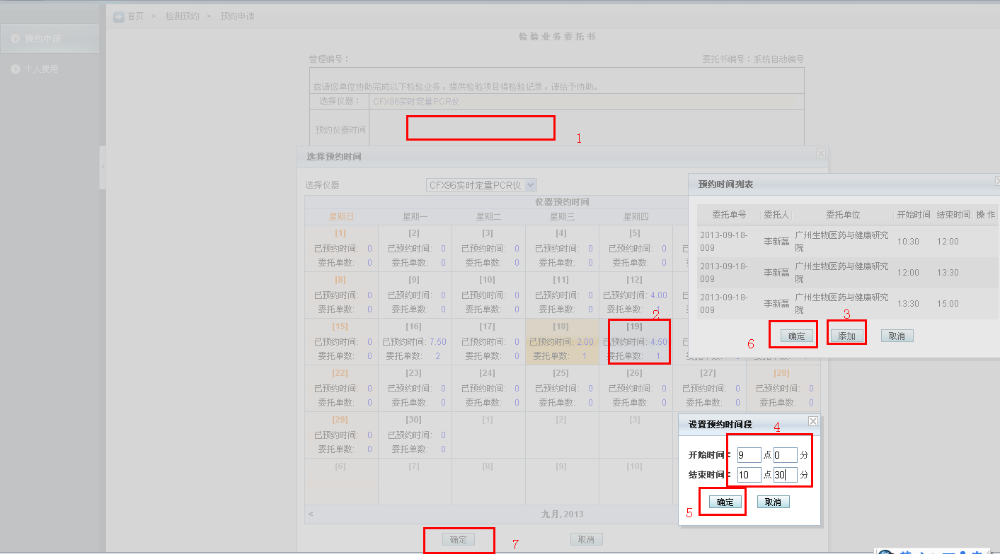 首页 > 检测预约 > 预约申请
预约申请
个人费用
检验业务委托书
管理编号：
委托书编号：系统自动编号
兹请您单位协助完成以下检验业务，提供检验项目得检验记录，请给予协助。
选择仪器：
CFX96实时定量PCR仪
预约仪器时间
1
选择预约时间
选择仪器
CFX96实时定量PCR仪
仪器预约时间
星期日 星期一 星期二 星期三 星期四
[1] [2] [3] [4] [5]
已预约时间: 0 已预约时间: 0 已预约时间: 0 已预约时间: 0 已预约时间: 0 已
委托单数: 0 委托单数: 0 委托单数: 0 委托单数: 0 委托单数: 0
[8] [9] [10] [11] [12]
已预约时间: 0 已预约时间: 0 已预约时间: 0 已预约时间: 0 已预约时间: 4.00 已
委托单数: 0 委托单数: 0 委托单数: 0 委托单数: 0 委托单数: 1
2
[15] [16] [17] [18] [19]
已预约时间: 0 已预约时间: 7.50 已预约时间: 0 已预约时间: 2.00 已预约时间: 4.50 已
委托单数: 0 委托单数: 2 委托单数: 0 委托单数: 1 委托单数: 1
[22] [23] [24] [25] [26] [27] [28]
已预约时间: 0 已预约时间: 0 已预约时间: 0 已预约时间: 0 已预约时间: 0 已预约时间: 0 已预约时间: 0
委托单数: 0 委托单数: 0 委托单数: 0 委托单数: 0 委托单数: 0 委托单数: 0 委托单数: 0
[29] [30] [1] [2] [3]
已预约时间: 0 已预约时间: 0
委托单数: 0 委托单数: 0
[6] [7] [8] [9] [10]
< 九月, 2013
确定 取消
7
预约时间列表
委托单号 委托人 委托单位 开始时间 结束时间 操作
2013-09-18-009 李新磊 广州生物医药与健康研究院 10:30 12:00
2013-09-18-009 李新磊 广州生物医药与健康研究院 12:00 13:30
2013-09-18-009 李新磊 广州生物医药与健康研究院 13:30 15:00
3
确定 添加 取消
6
设置预约时间段
4
开始时间： 9 点 0 分
结束时间： 10 点 30 分
确定 取消
5